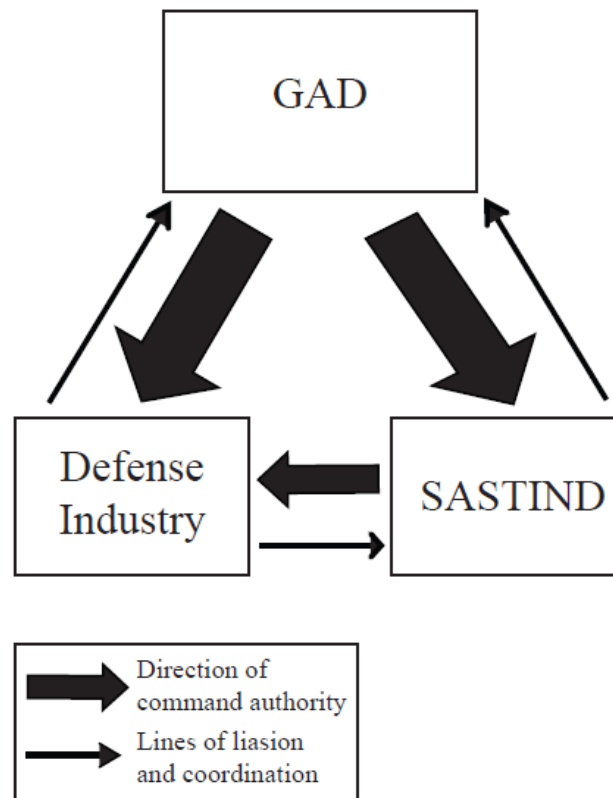 GAD
Defense
Industry
SASTIND
Direction of
command authority
Lines of liasion
and coordination